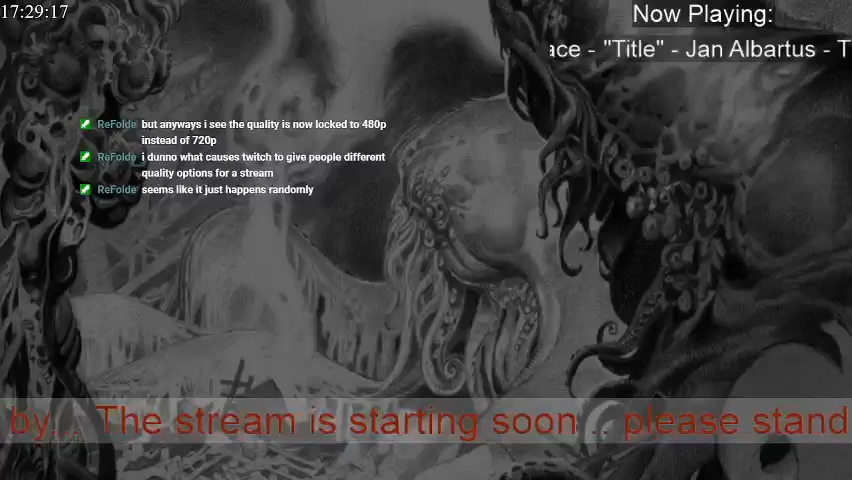 17:29:17
Now Playing:
ace - "Title" - Jan Albartus - T
ReFolde but anyways i see the quality is now locked to 480p
instead of 720p
ReFolde i dunno what causes twitch to give people different
quality options for a stream
ReFolde seems like it just happens randomly
by... The stream is starting soon ... please stand